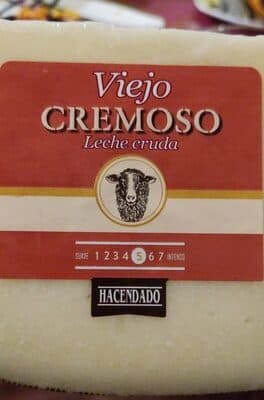 Viejo
CREMOSO
Leche cruda
SUAVE 1 2 3 4 5 6 7 INTENSO
HACENDADO